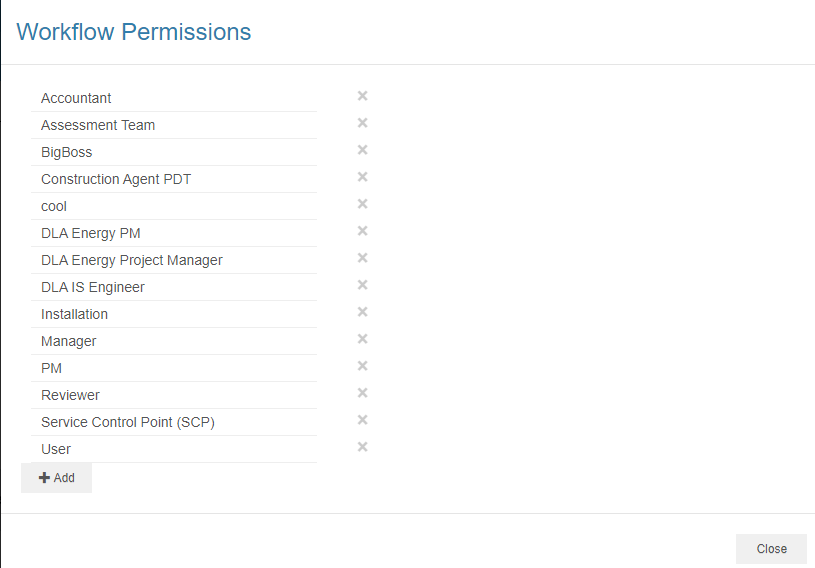 Workflow Permissions
Accountant
Assessment Team
BigBoss
Construction Agent PDT
cool
DLA Energy PM
DLA Energy Project Manager
DLA IS Engineer
Installation
Manager
PM
Reviewer
Service Control Point (SCP)
User
Add
Close